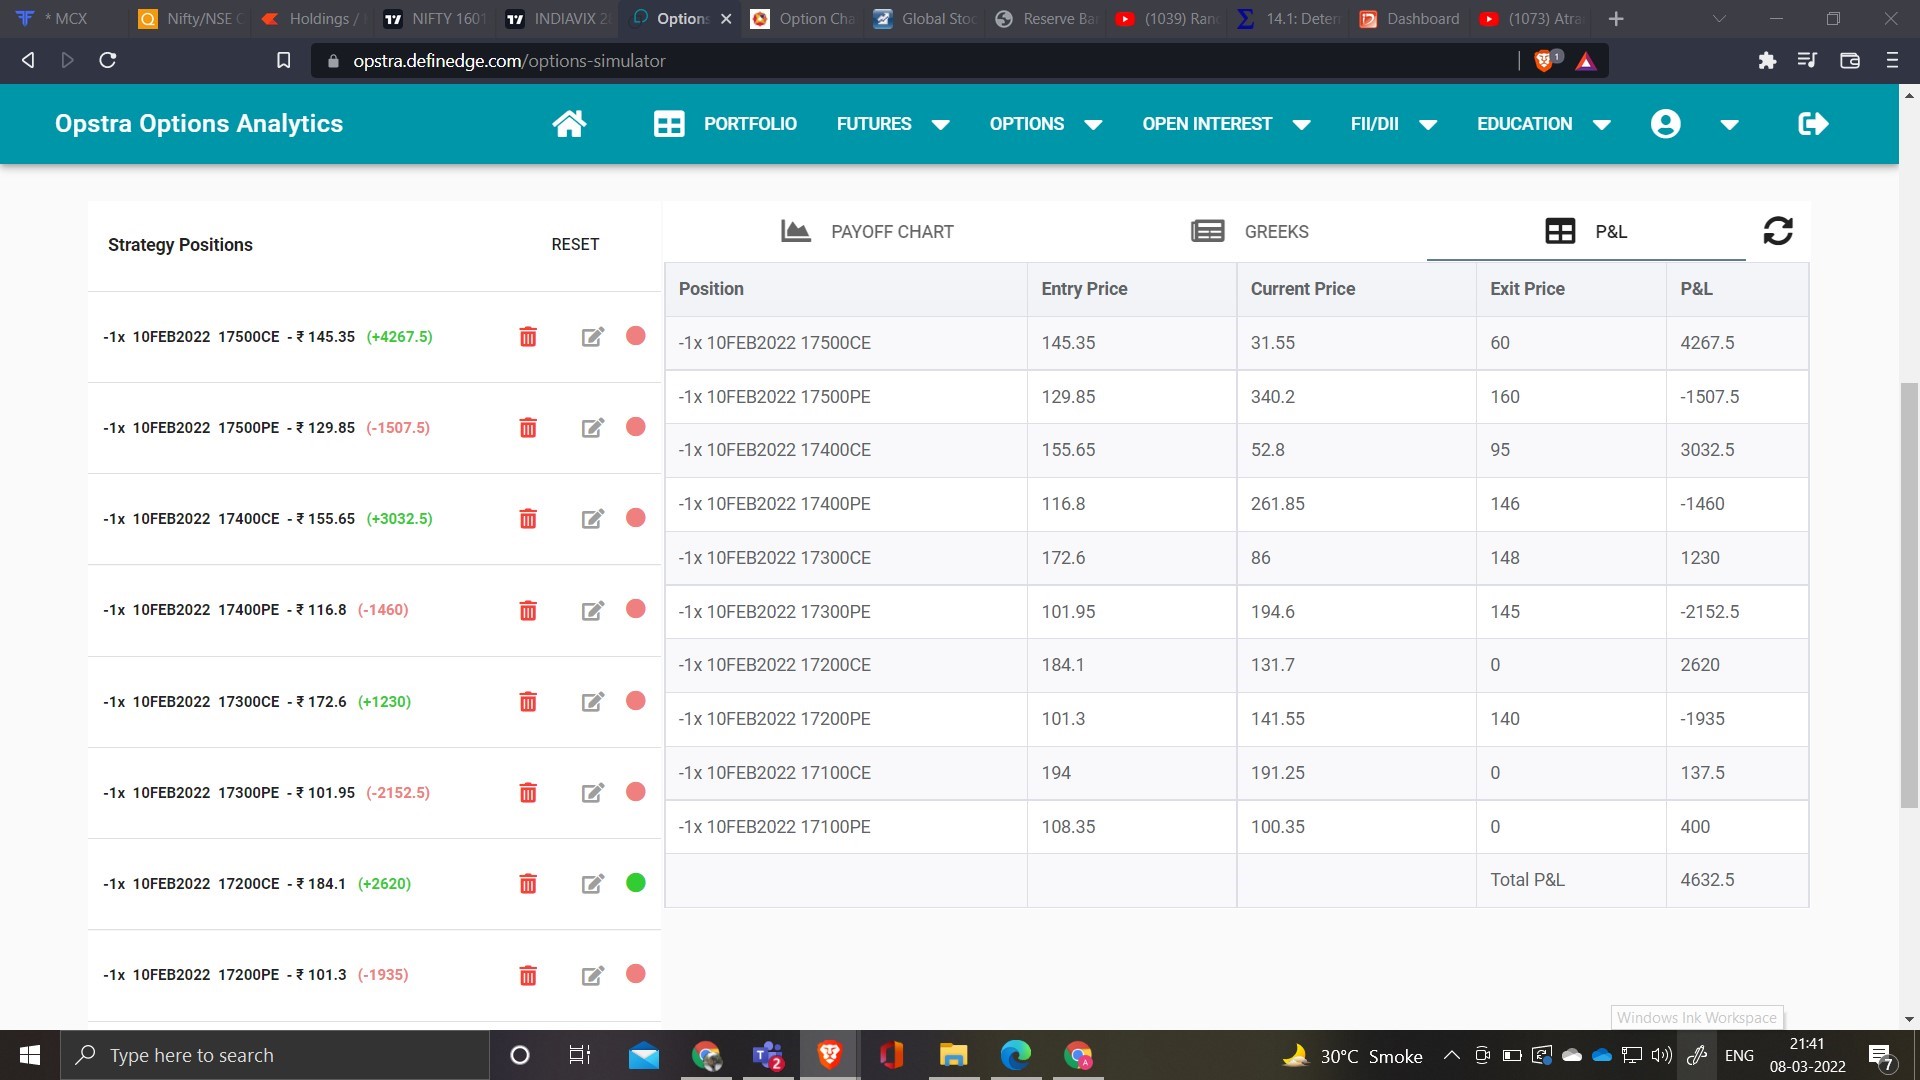 * MCX
Nifty/NSE
Holdings /
NIFTY 1601
INDIAVIX
Options
Option Cha
Global Stoc
Reserve Ba
(1039) Ran
14.1: Deter
Dashboard
(1073) Atra
opstra.definedge.com/options-simulator
1
Opstra Options Analytics
PORTFOLIO
FUTURES
OPTIONS
OPEN INTEREST
FII/DII
EDUCATION
Strategy Positions RESET
-1x 10FEB2022 17500CE - ₹ 145.35 (+4267.5)
-1x 10FEB2022 17500PE - ₹ 129.85 (-1507.5)
-1x 10FEB2022 17400CE - ₹ 155.65 (+3032.5)
-1x 10FEB2022 17400PE - ₹ 116.8 (-1460)
-1x 10FEB2022 17300CE - ₹ 172.6 (+1230)
-1x 10FEB2022 17300PE - ₹ 101.95 (-2152.5)
-1x 10FEB2022 17200CE - ₹ 184.1 (+2620)
-1x 10FEB2022 17200PE - ₹ 101.3 (-1935)
PAYOFF CHART GREEKS P&L
Position Entry Price Current Price Exit Price P&L
-1x 10FEB2022 17500CE 145.35 31.55 60 4267.5
-1x 10FEB2022 17500PE 129.85 340.2 160 -1507.5
-1x 10FEB2022 17400CE 155.65 52.8 95 3032.5
-1x 10FEB2022 17400PE 116.8 261.85 146 -1460
-1x 10FEB2022 17300CE 172.6 86 148 1230
-1x 10FEB2022 17300PE 101.95 194.6 145 -2152.5
-1x 10FEB2022 17200CE 184.1 131.7 0 2620
-1x 10FEB2022 17200PE 101.3 141.55 140 -1935
-1x 10FEB2022 17100CE 194 191.25 0 137.5
-1x 10FEB2022 17100PE 108.35 100.35 0 400
Total P&L 4632.5
Windows Ink Workspace
Type here to search
2
30°C Smoke
ENG
21:41
08-03-2022
7